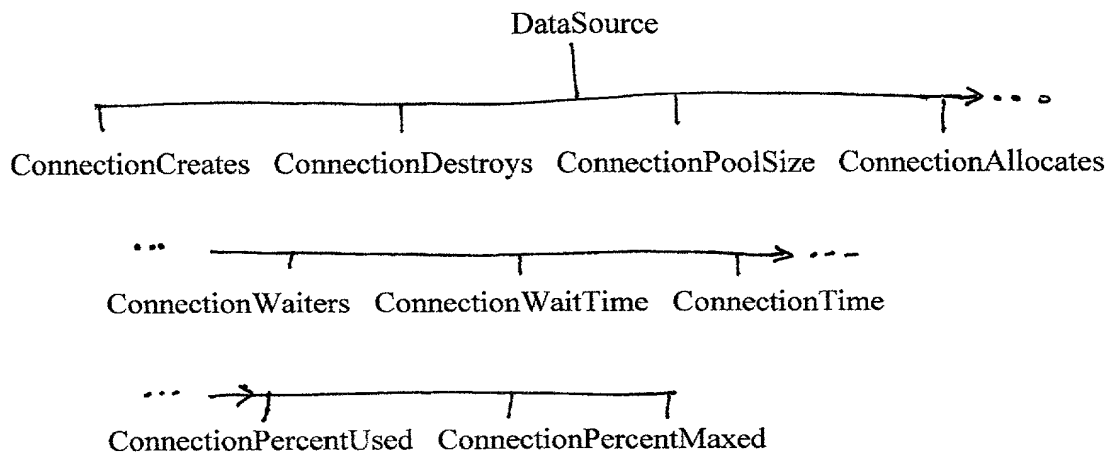 DataSource
ConnectionCreates ConnectionDestroys ConnectionPoolSize ConnectionAllocates
ConnectionWaiters ConnectionWaitTime ConnectionTime
ConnectionPercentUsed ConnectionPercentMaxed